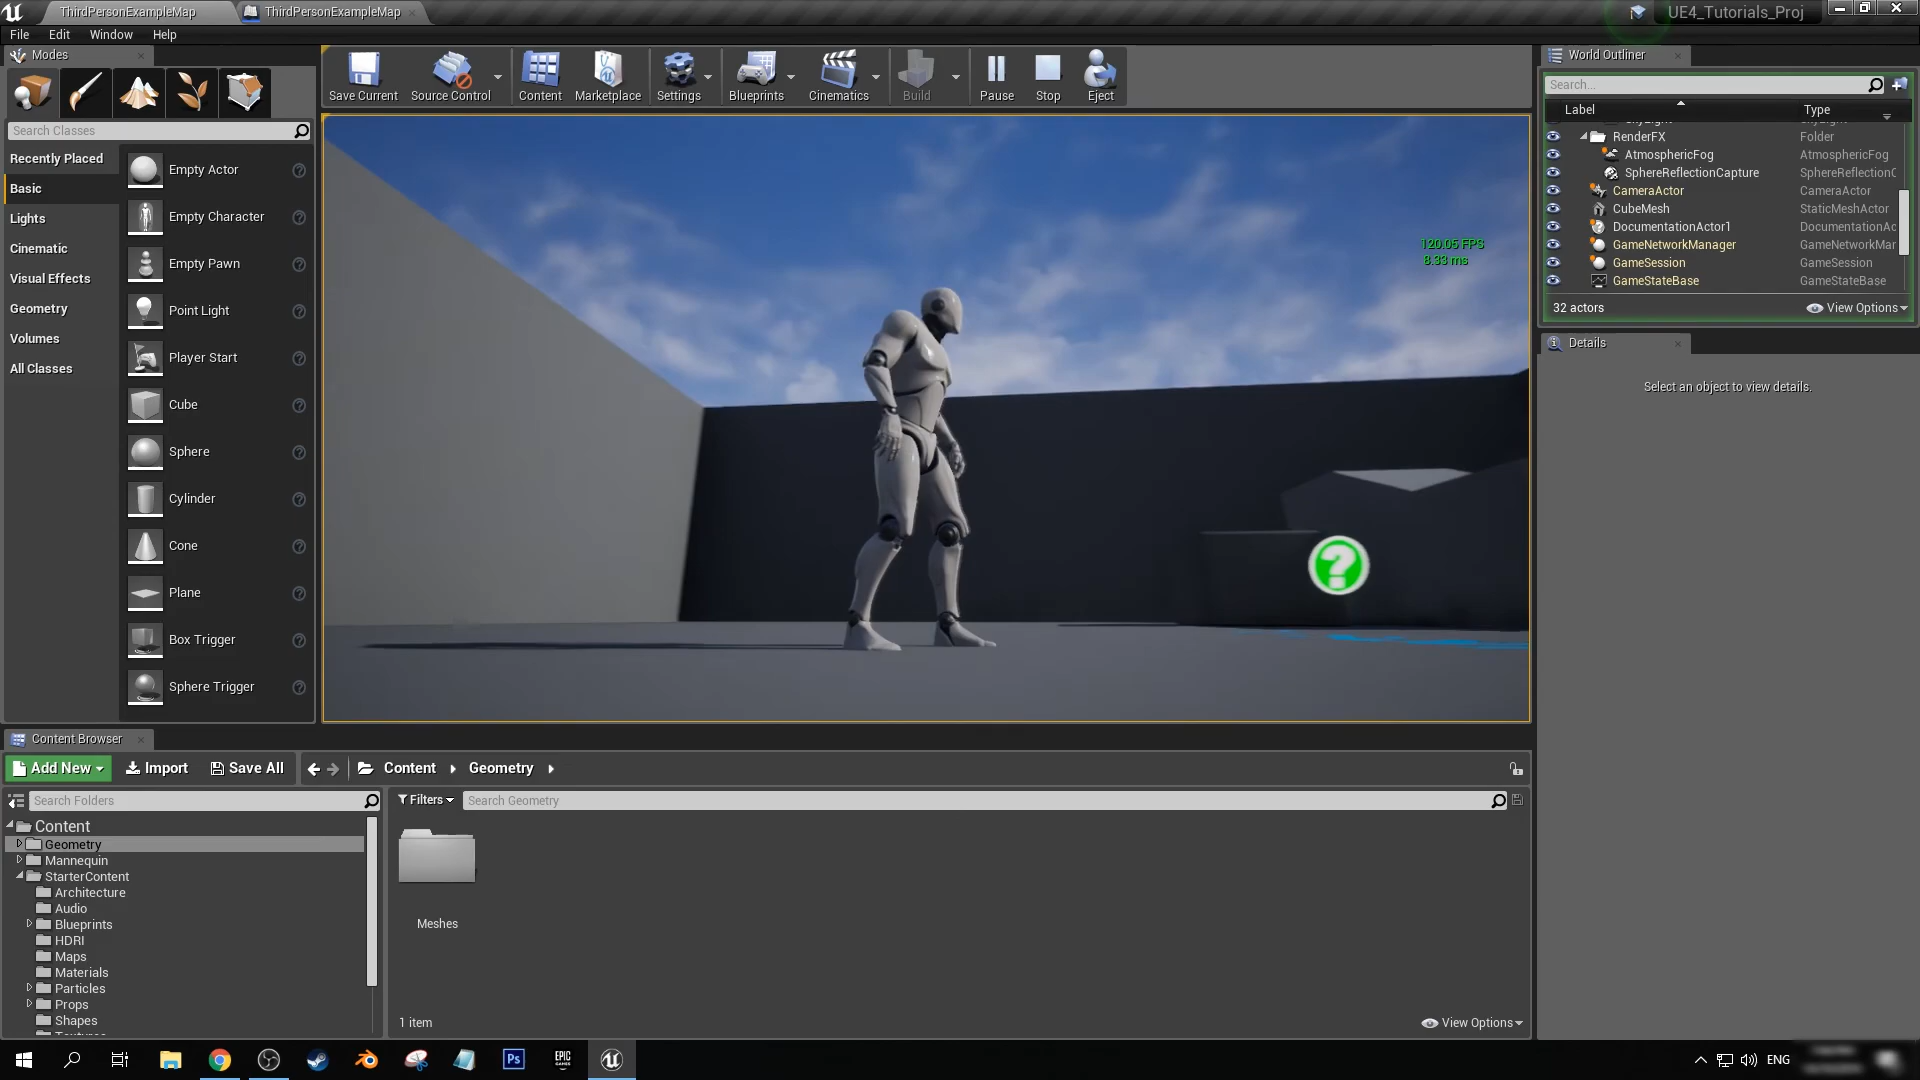 ThirdPersonExampleMap
ThirdPersonExampleMap
UE4_Tutorials_Proj
File Edit Window Help
Modes
Search Classes
Recently Placed
Basic
Lights
Cinematic
Visual Effects
Geometry
Volumes
All Classes
Empty Actor
Empty Character
Empty Pawn
Point Light
Player Start
Cube
Sphere
Cylinder
Cone
Plane
Box Trigger
Sphere Trigger
Save Current
Source Control
Content
Marketplace
Settings
Blueprints
Cinematics
Build
Pause
Stop
Eject
120.05 FPS
8.33 ms
?
World Outliner
Search...
Label Type
RenderFX Folder
AtmosphericFog AtmosphericFog
SphereReflectionCapture SphereReflectionC
CameraActor CameraActor
CubeMesh StaticMeshActor
DocumentationActor1 DocumentationAc
GameNetworkManager GameNetworkMar
GameSession GameSession
GameStateBase GameStateBase
32 actors View Options
Details
Select an object to view details.
Content Browser
Add New Import Save All Content Geometry
Search Folders
Filters Search Geometry
Content
Geometry
Mannequin
StarterContent
Architecture
Audio
Blueprints
HDRI
Maps
Materials
Particles
Props
Shapes
Meshes
1 item View Options
Ps
EPIC
GAMES
ENG